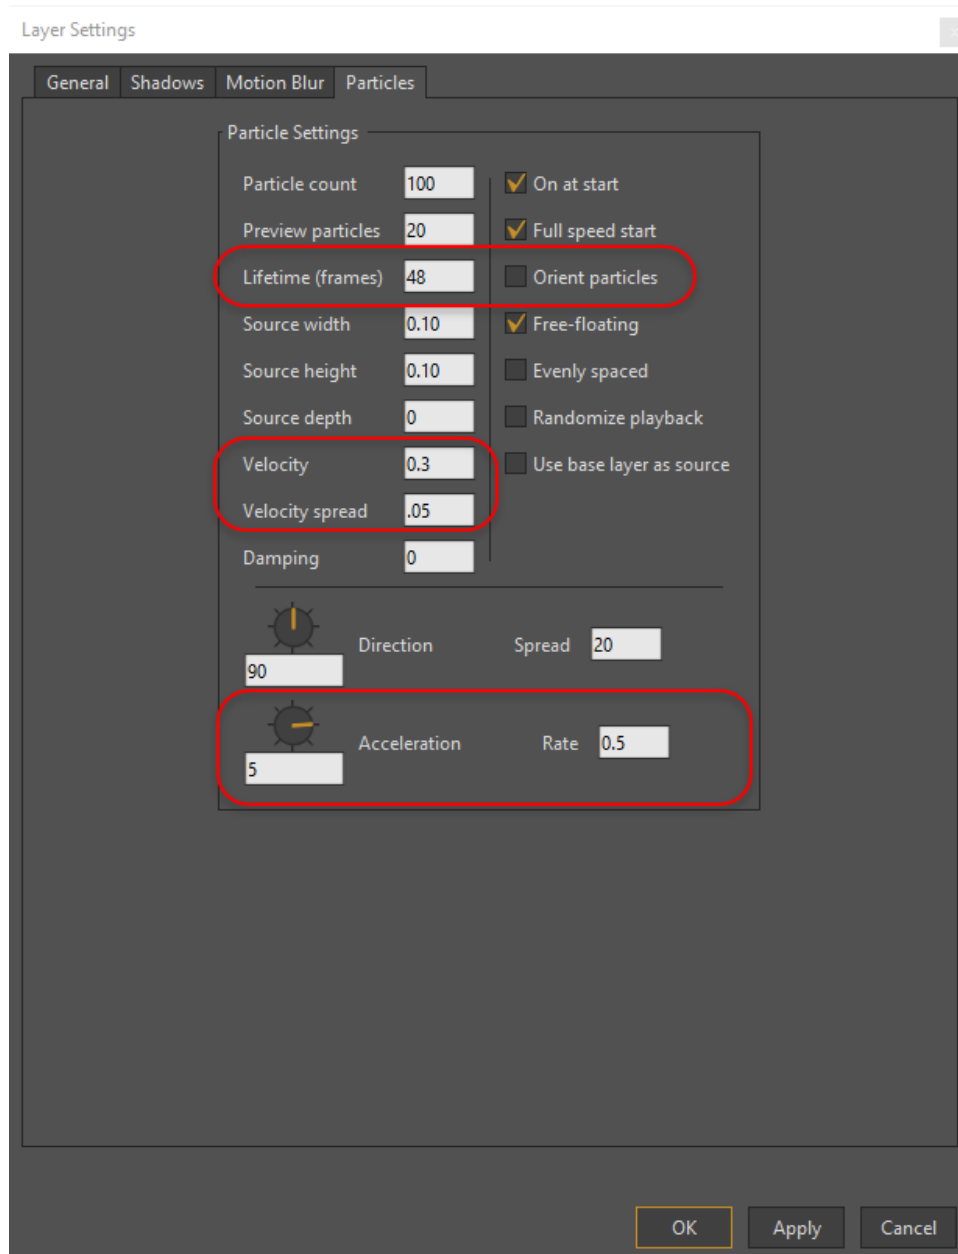 Layer Settings
General Shadows Motion Blur Particles
Particle Settings
Particle count 100 On at start
Preview particles 20 Full speed start
Lifetime (frames) 48 Orient particles
Source width 0.10 Free-floating
Source height 0.10 Evenly spaced
Source depth 0 Randomize playback
Velocity 0.3 Use base layer as source
Velocity spread .05
Damping 0
Direction Spread 20
90
Acceleration Rate 0.5
5
OK Apply Cancel